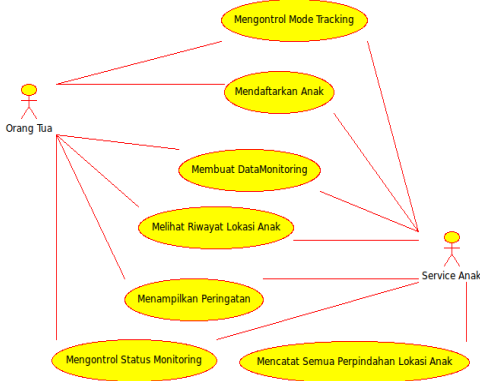 Mengontrol Mode Tracking
Mendaftarkan Anak
Orang Tua
Membuat DataMonitoring
Melihat Riwayat Lokasi Anak
Service Anak
Menampilkan Peringatan
Mengontrol Status Monitoring
Mencatat Semua Perpindahan Lokasi Anak